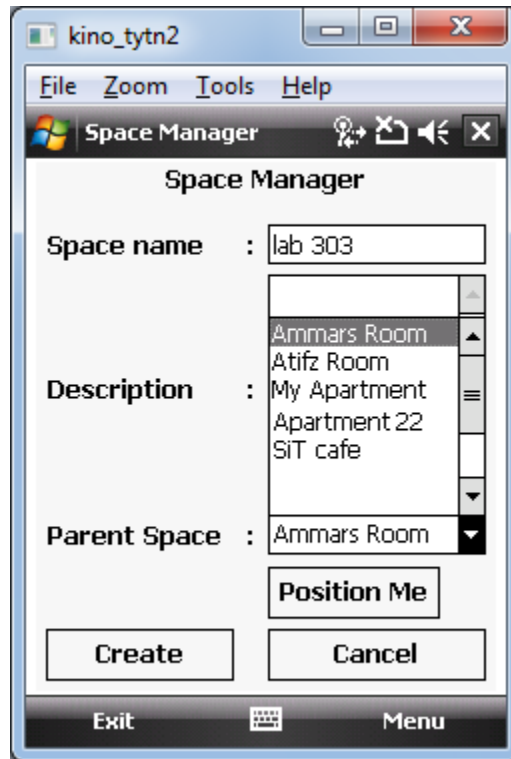 kino_tytn2
File Zoom Tools Help
Space Manager
Space Manager
Space name : lab 303
Ammars Room
Atifz Room
Description : My Apartment
Apartment 22
SiT cafe
Parent Space : Ammars Room
Position Me
Create Cancel
Exit Menu